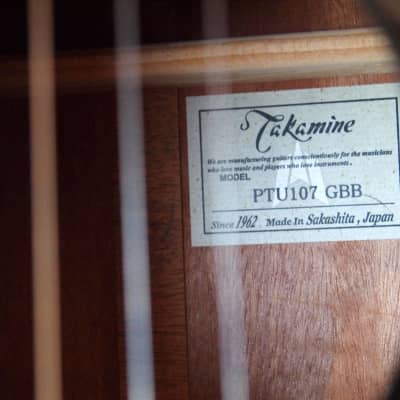 Takamine
We are manufacturing guitars conscientiously for the musicians
who love music and players who love instruments.
MODEL
PTU107 GBB
Since 1962 Made In Sakashita, Japan